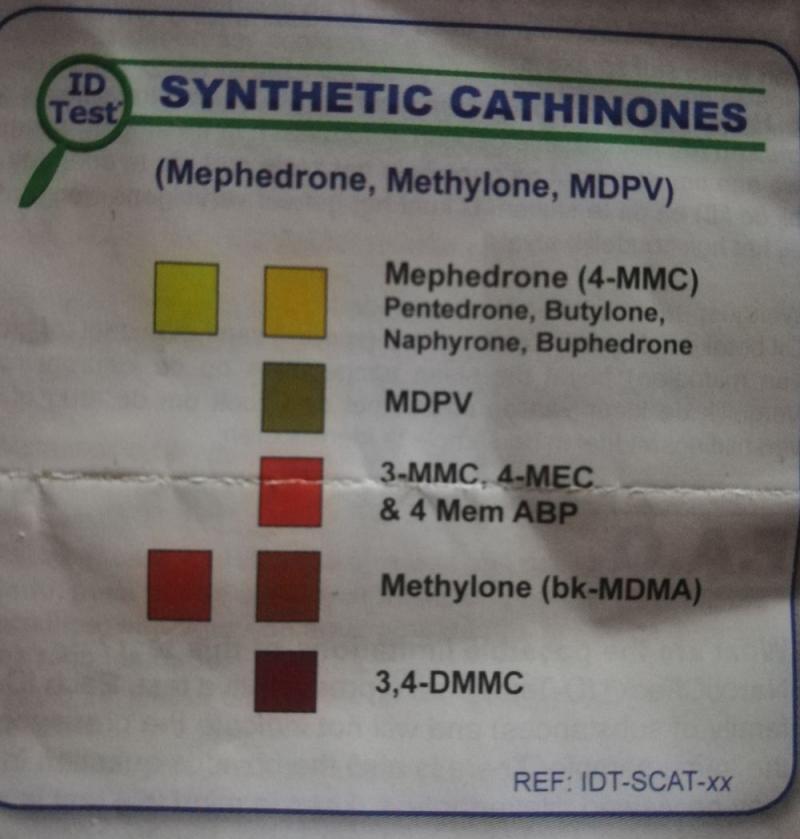 ID
Test
SYNTHETIC CATHINONES
(Mephedrone, Methylone, MDPV)
Mephedrone (4-MMC)
Pentedrone, Butylone,
Naphyrone, Buphedrone
MDPV
3-MMC, 4-MEC
& 4 Mem ABP
Methylone (bk-MDMA)
3,4-DMMC
REF: IDT-SCAT-xx